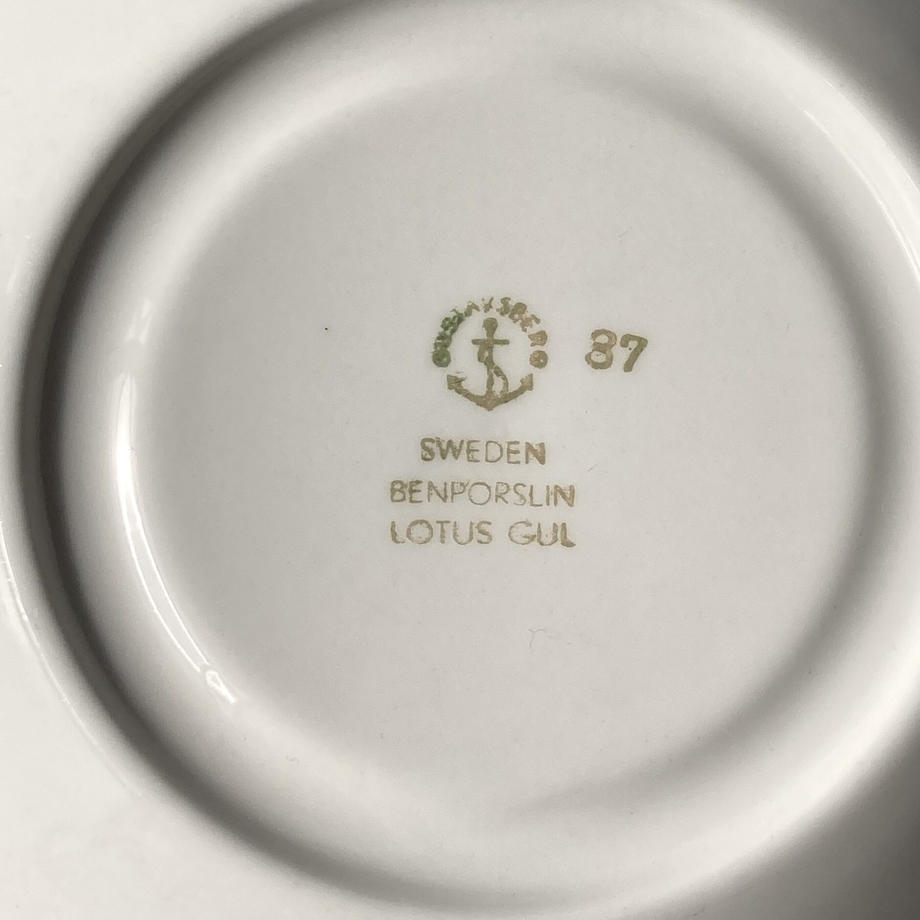 GUSTAVSBERG
87
SWEDEN
BENPORSLIN
LOTUS GUL